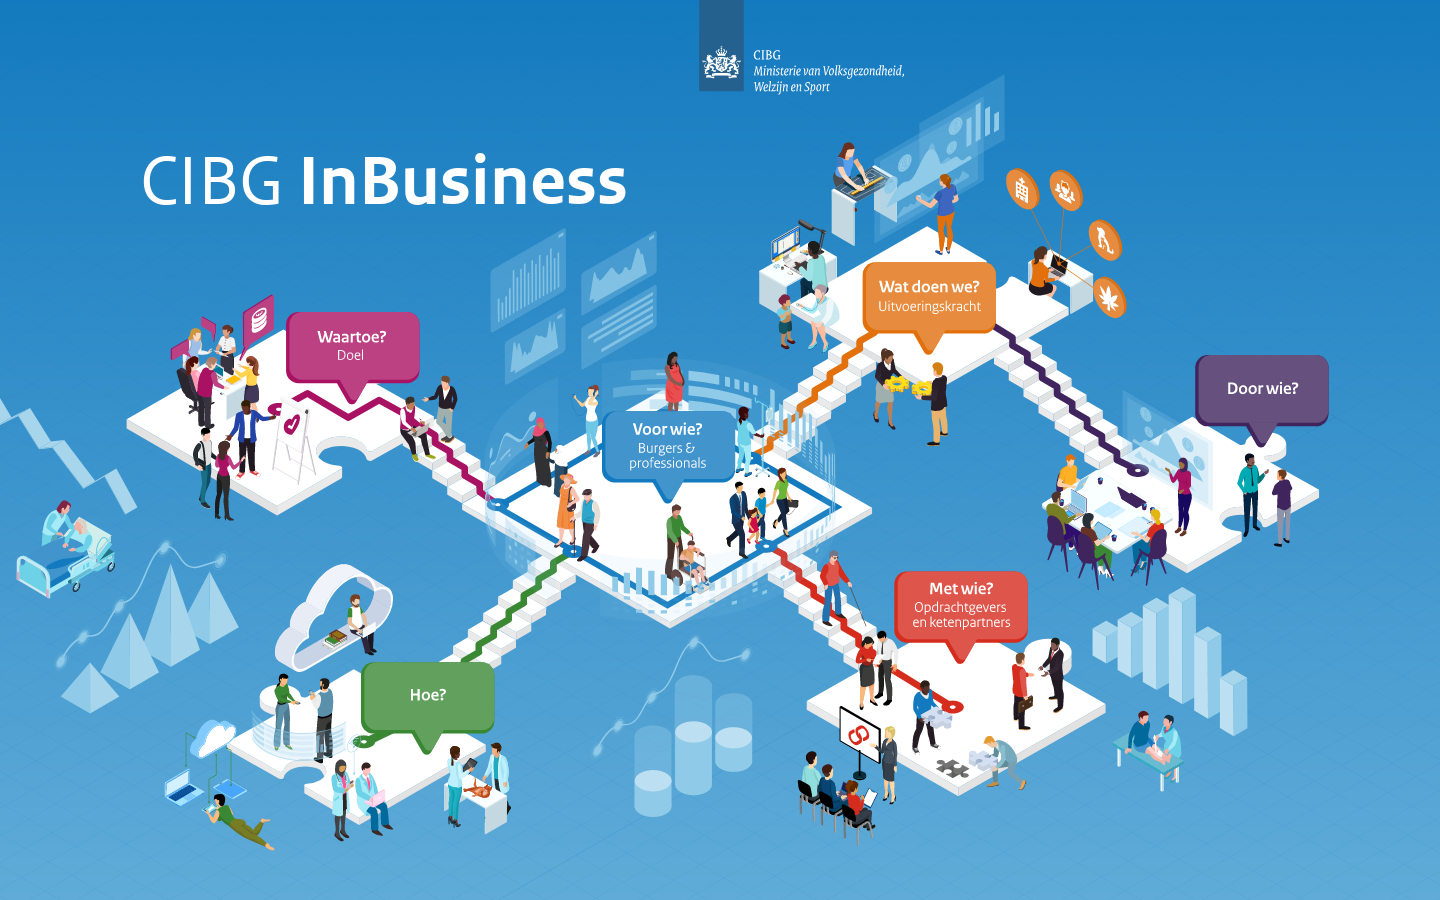 CIBG
Ministerie van Volksgezondheid,
Welzijn en Sport
CIBG InBusiness
Wat doen we?
Uitvoeringskracht
Waartoe?
Doel
Door wie?
Voor wie?
Burgers &
professionals
Met wie?
Opdrachtgevers
en ketenpartners
Hoe?